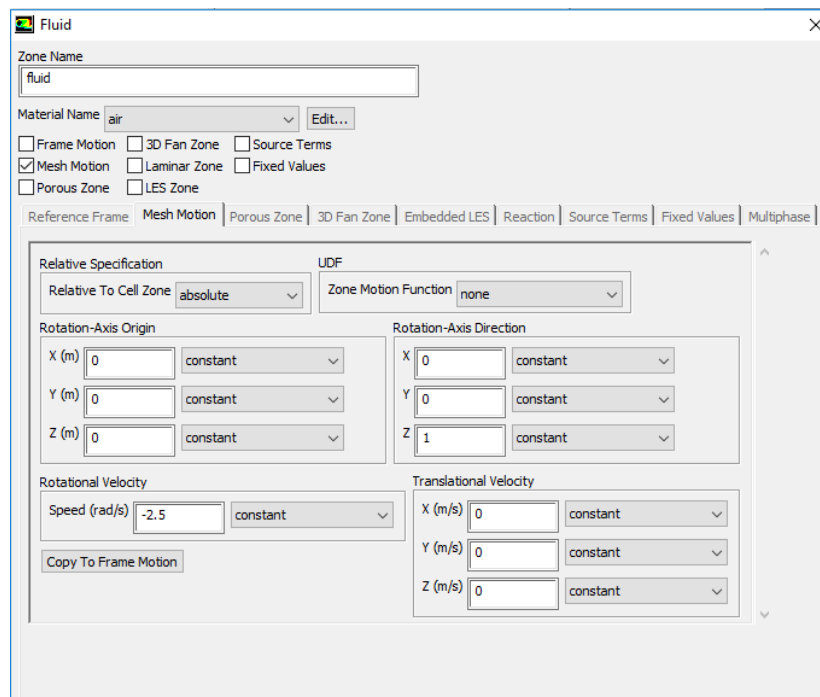 Fluid
Zone Name
fluid
Material Name air Edit...
Frame Motion 3D Fan Zone Source Terms
Mesh Motion Laminar Zone Fixed Values
Porous Zone LES Zone
Reference Frame Mesh Motion Porous Zone 3D Fan Zone Embedded LES Reaction Source Terms Fixed Values Multiphase
Relative Specification UDF
Relative To Cell Zone absolute Zone Motion Function none
Rotation-Axis Origin Rotation-Axis Direction
X (m) 0 constant X 0 constant
Y (m) 0 constant Y 0 constant
Z (m) 0 constant Z 1 constant
Rotational Velocity Translational Velocity
Speed (rad/s) -2.5 constant X (m/s) 0 constant
Copy To Frame Motion Y (m/s) 0 constant
Z (m/s) 0 constant